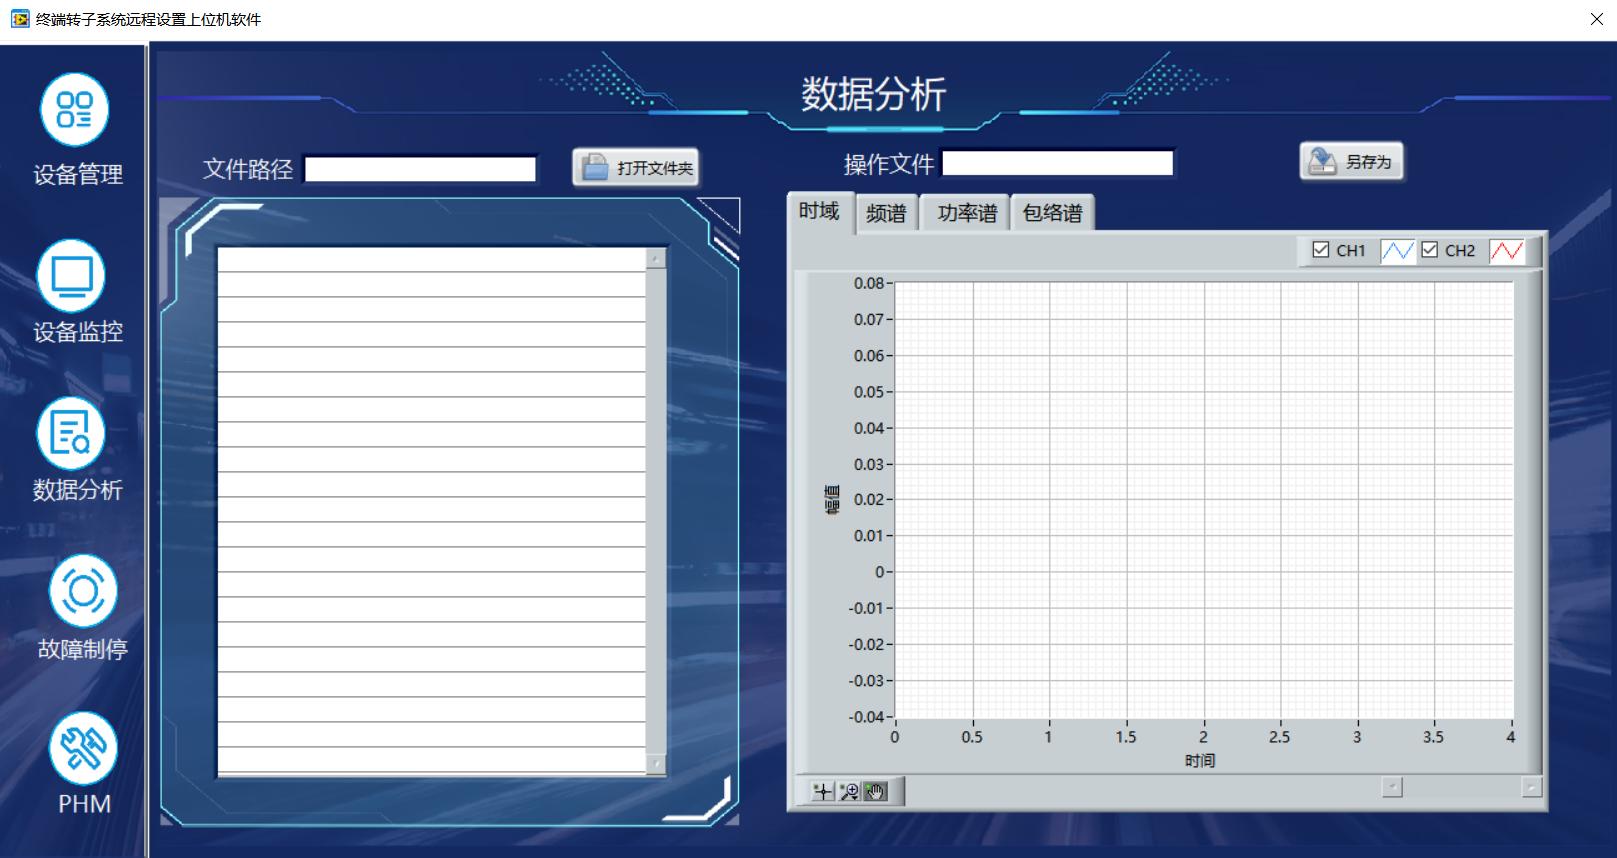 终端转子系统远程设置上位机软件
设备管理
设备监控
数据分析
故障制停
PHM
数据分析
文件路径
打开文件夹
操作文件
另存为
时域 频谱 功率谱 包络谱
CH1 CH2
0.08
0.07
0.06
0.05
0.04
0.03
0.02
0.01
0
-0.01
-0.02
-0.03
-0.04
幅值
0 0.5 1 1.5 2 2.5 3 3.5 4
时间